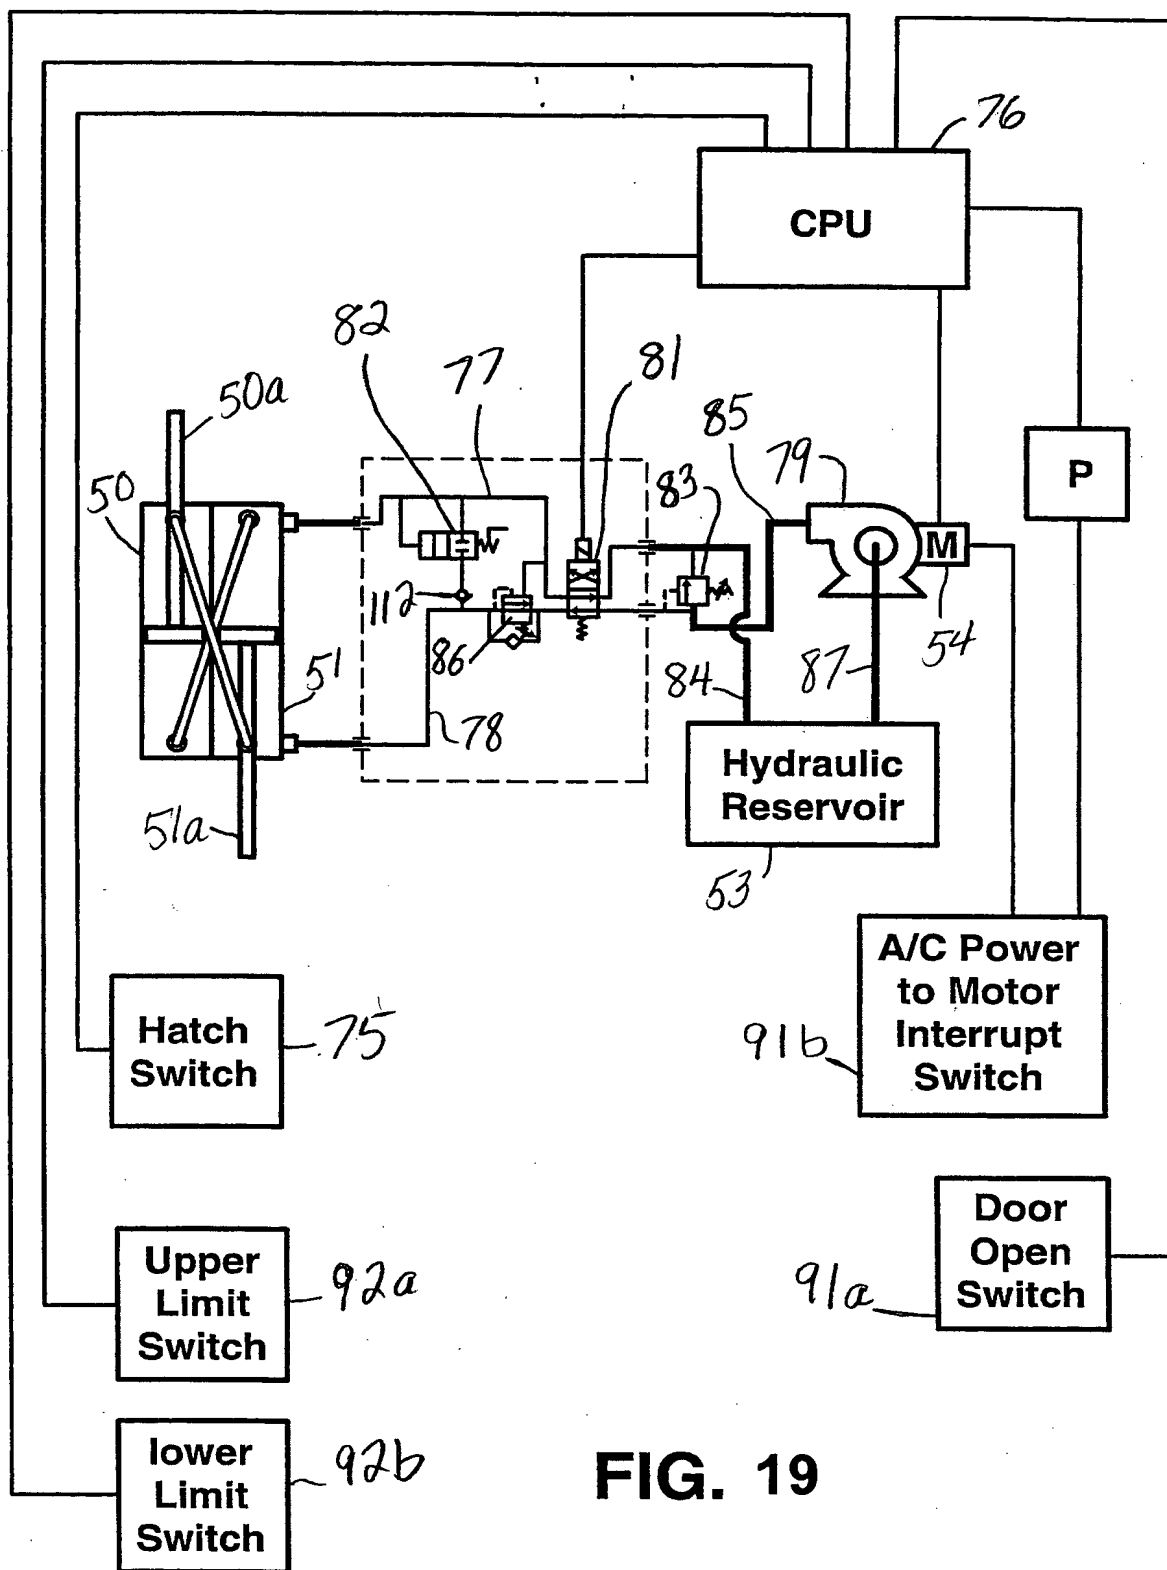 76
CPU
82
77
81
50a
85
79
83
50
P
M
112
86
54
51
84
87
78
Hydraulic
Reservoir
51a
53
A/C Power
to Motor
Interrupt
Switch
91b
Hatch
Switch
75
Door
Open
Switch
91a
Upper
Limit
Switch
92a
lower
Limit
Switch
92b
FIG. 19